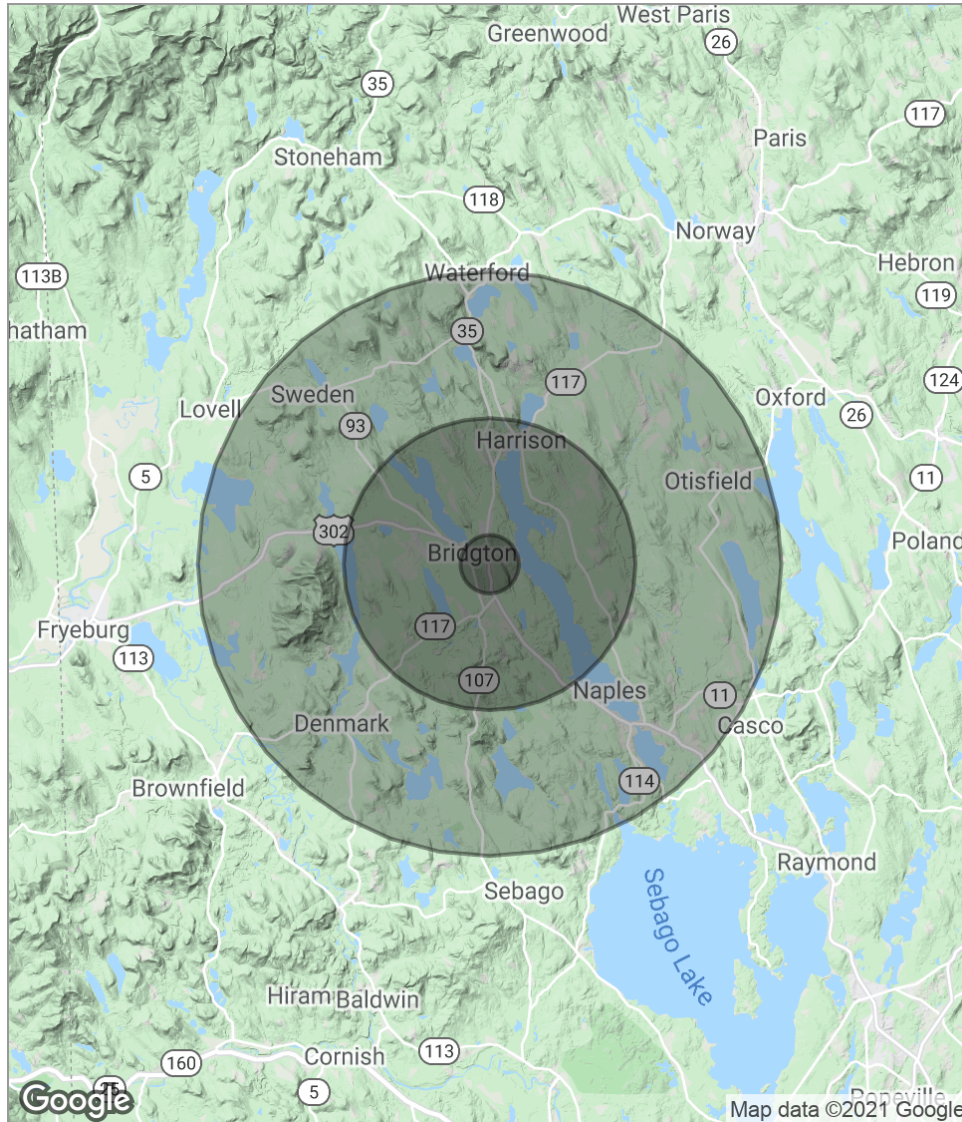 West Paris
Greenwood
26
35
117
Paris
Stoneham
118
Norway
113B
Waterford
Hebron
119
hatham
35
117
124
Sweden
Oxford
Lovell
26
93
Harrison
5
Otisfield
11
302
Poland
Bridgton
117
Fryeburg
113
107
Naples
11
Denmark
Casco
114
Brownfield
Raymond
Sebago
Sebago Lake
Hiram
Baldwin
113
Cornish
160
5
25
Google
Map data ©2021 Google